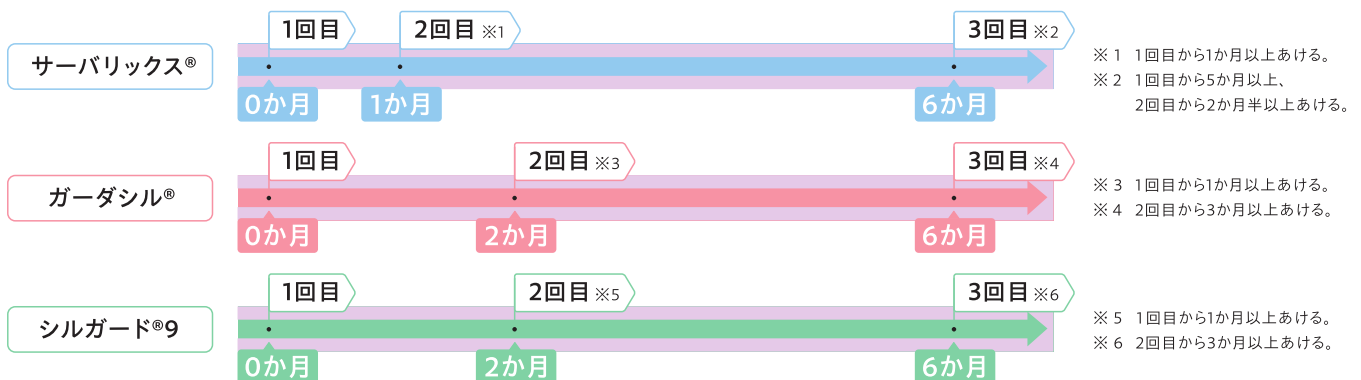 1回目
2回目 ※1
3回目 ※2
サーバリックス®
0か月
1か月
6か月
※1 1回目から1か月以上あける。
※2 1回目から5か月以上、
2回目から2か月半以上あける。
1回目
2回目 ※3
3回目 ※4
ガーダシル®
0か月
2か月
6か月
※3 1回目から1か月以上あける。
※4 2回目から3か月以上あける。
1回目
2回目 ※5
3回目 ※6
シルガード®9
0か月
2か月
6か月
※5 1回目から1か月以上あける。
※6 2回目から3か月以上あける。